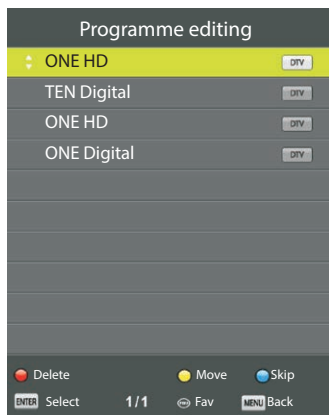 Programme editing
ONE HD DTV
TEN Digital DTV
ONE HD DTV
ONE Digital DTV
Delete Move Skip
ENTER Select 1/1 Fav MENU Back